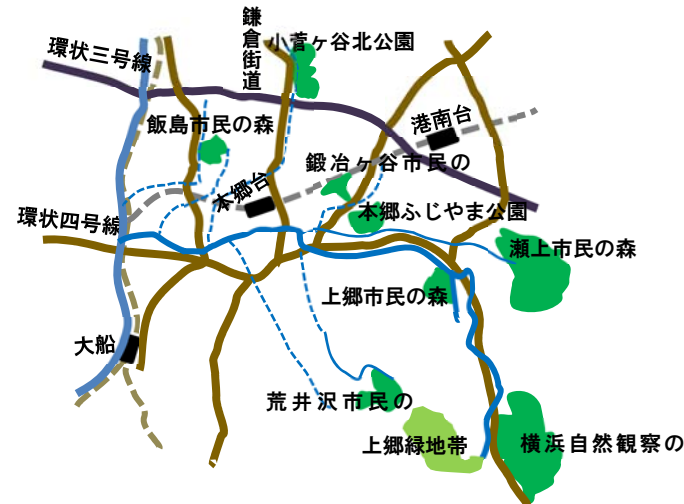 鎌倉街道
小菅ヶ谷北公園
環状三号線
港南台
飯島市民の森
鍛冶ヶ谷市民の
本郷台
本郷ふじやま公園
環状四号線
瀬上市民の森
上郷市民の森
大船
荒井沢市民の
上郷緑地帯
横浜自然観察の